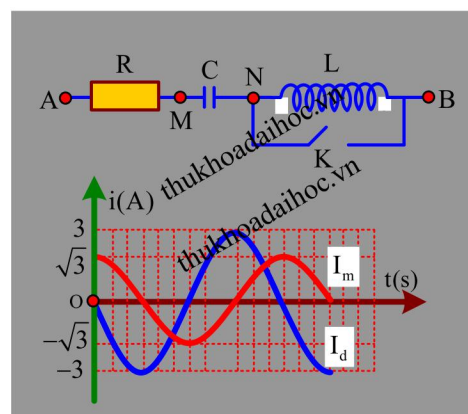 R C N L
A M B
K
thukhoadaihoc.vn
thukhoadaihoc.vn
i(A)
3
√3
I_m
O t(s)
-√3
I_d
-3